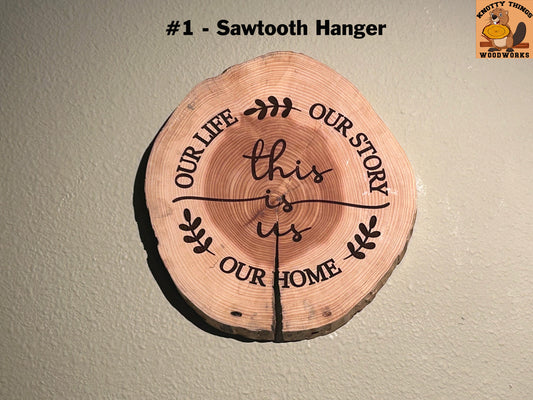 #1 - Sawtooth Hanger
KNOTTY THINGS
WOODWORKS
OUR LIFE
OUR STORY
this
is
us
OUR HOME